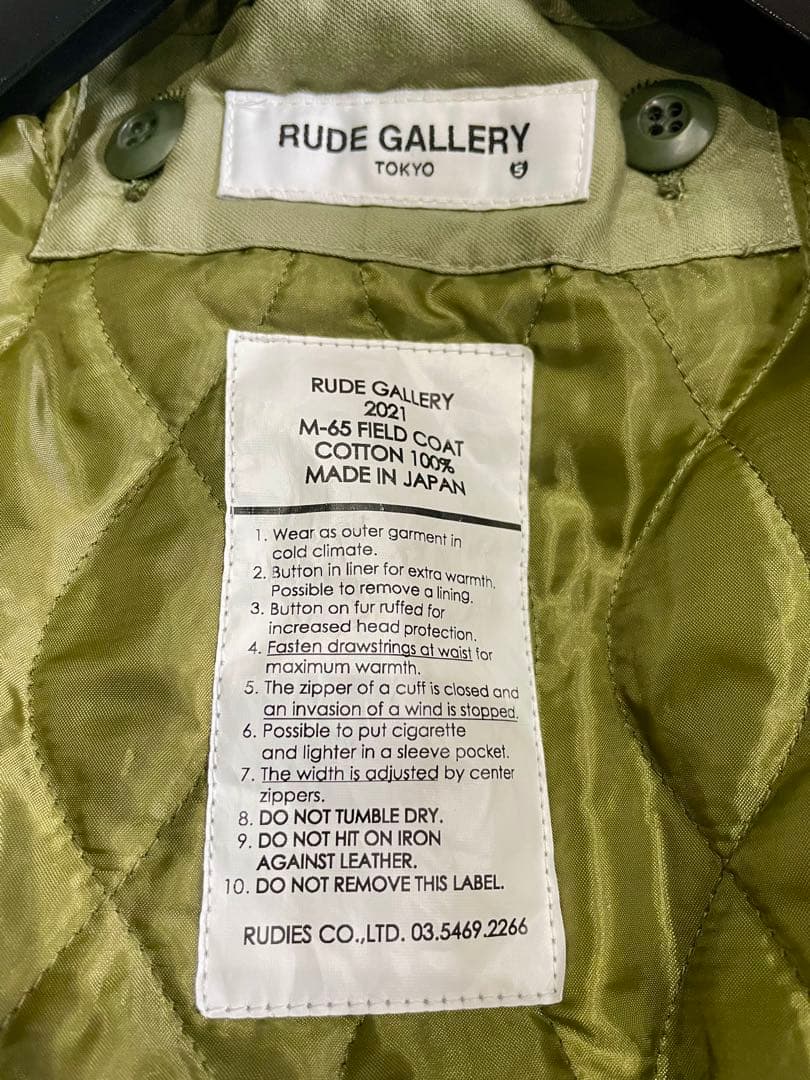 RUDE GALLERY
TOKYO
RUDE GALLERY
2021
M-65 FIELD COAT
COTTON 100%
MADE IN JAPAN
1. Wear as outer garment in
cold climate.
2. Button in liner for extra warmth.
Possible to remove a lining.
3. Button on fur ruffed for
increased head protection.
4. Fasten drawstrings at waist for
maximum warmth.
5. The zipper of a cuff is closed and
an invasion of a wind is stopped.
6. Possible to put cigarette
and lighter in a sleeve pocket.
7. The width is adjusted by center
zippers.
8. DO NOT TUMBLE DRY.
9. DO NOT HIT ON IRON
AGAINST LEATHER.
10. DO NOT REMOVE THIS LABEL.
RUDIES CO.,LTD. 03.5469.2266